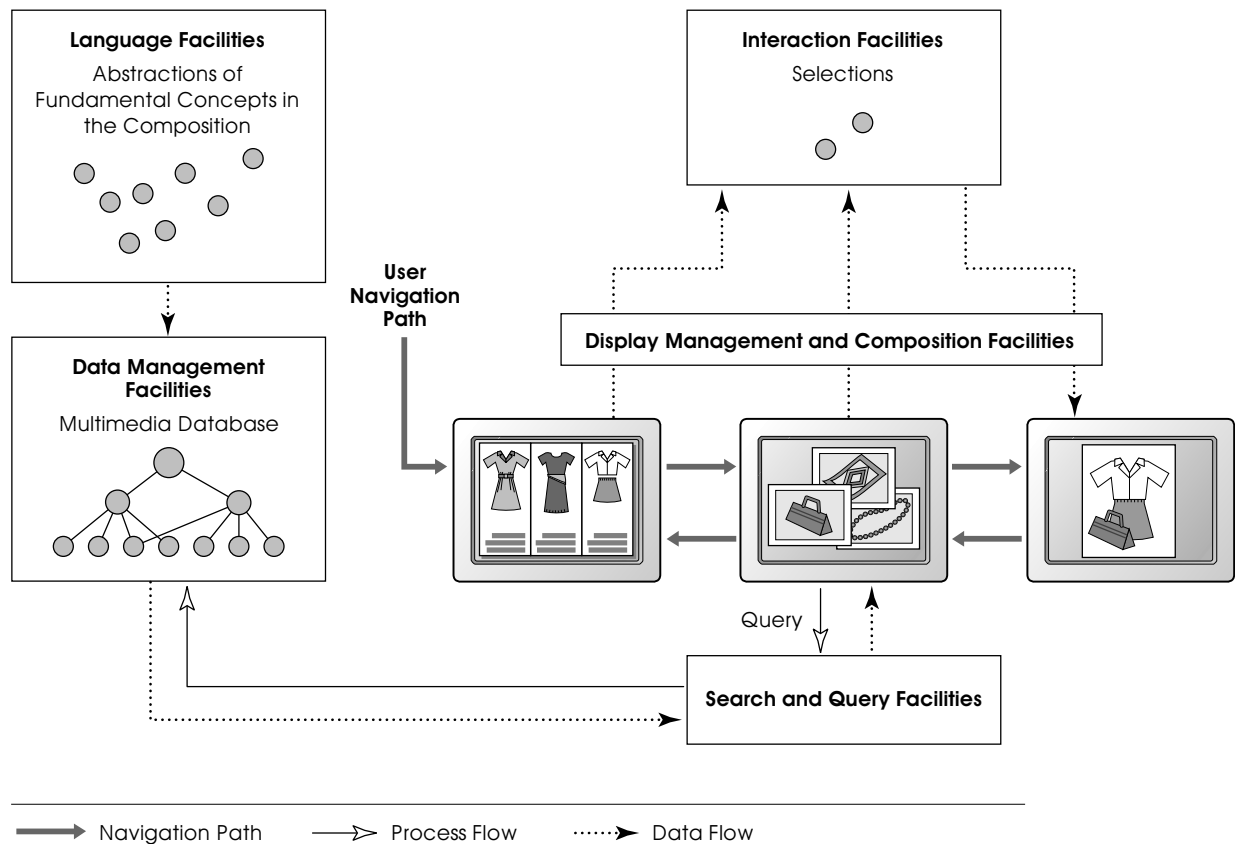 Language Facilities
Abstractions of
Fundamental Concepts in
the Composition
Interaction Facilities
Selections
User
Navigation
Path
Display Management and Composition Facilities
Data Management
Facilities
Multimedia Database
Query
Search and Query Facilities
Navigation Path
Process Flow
Data Flow